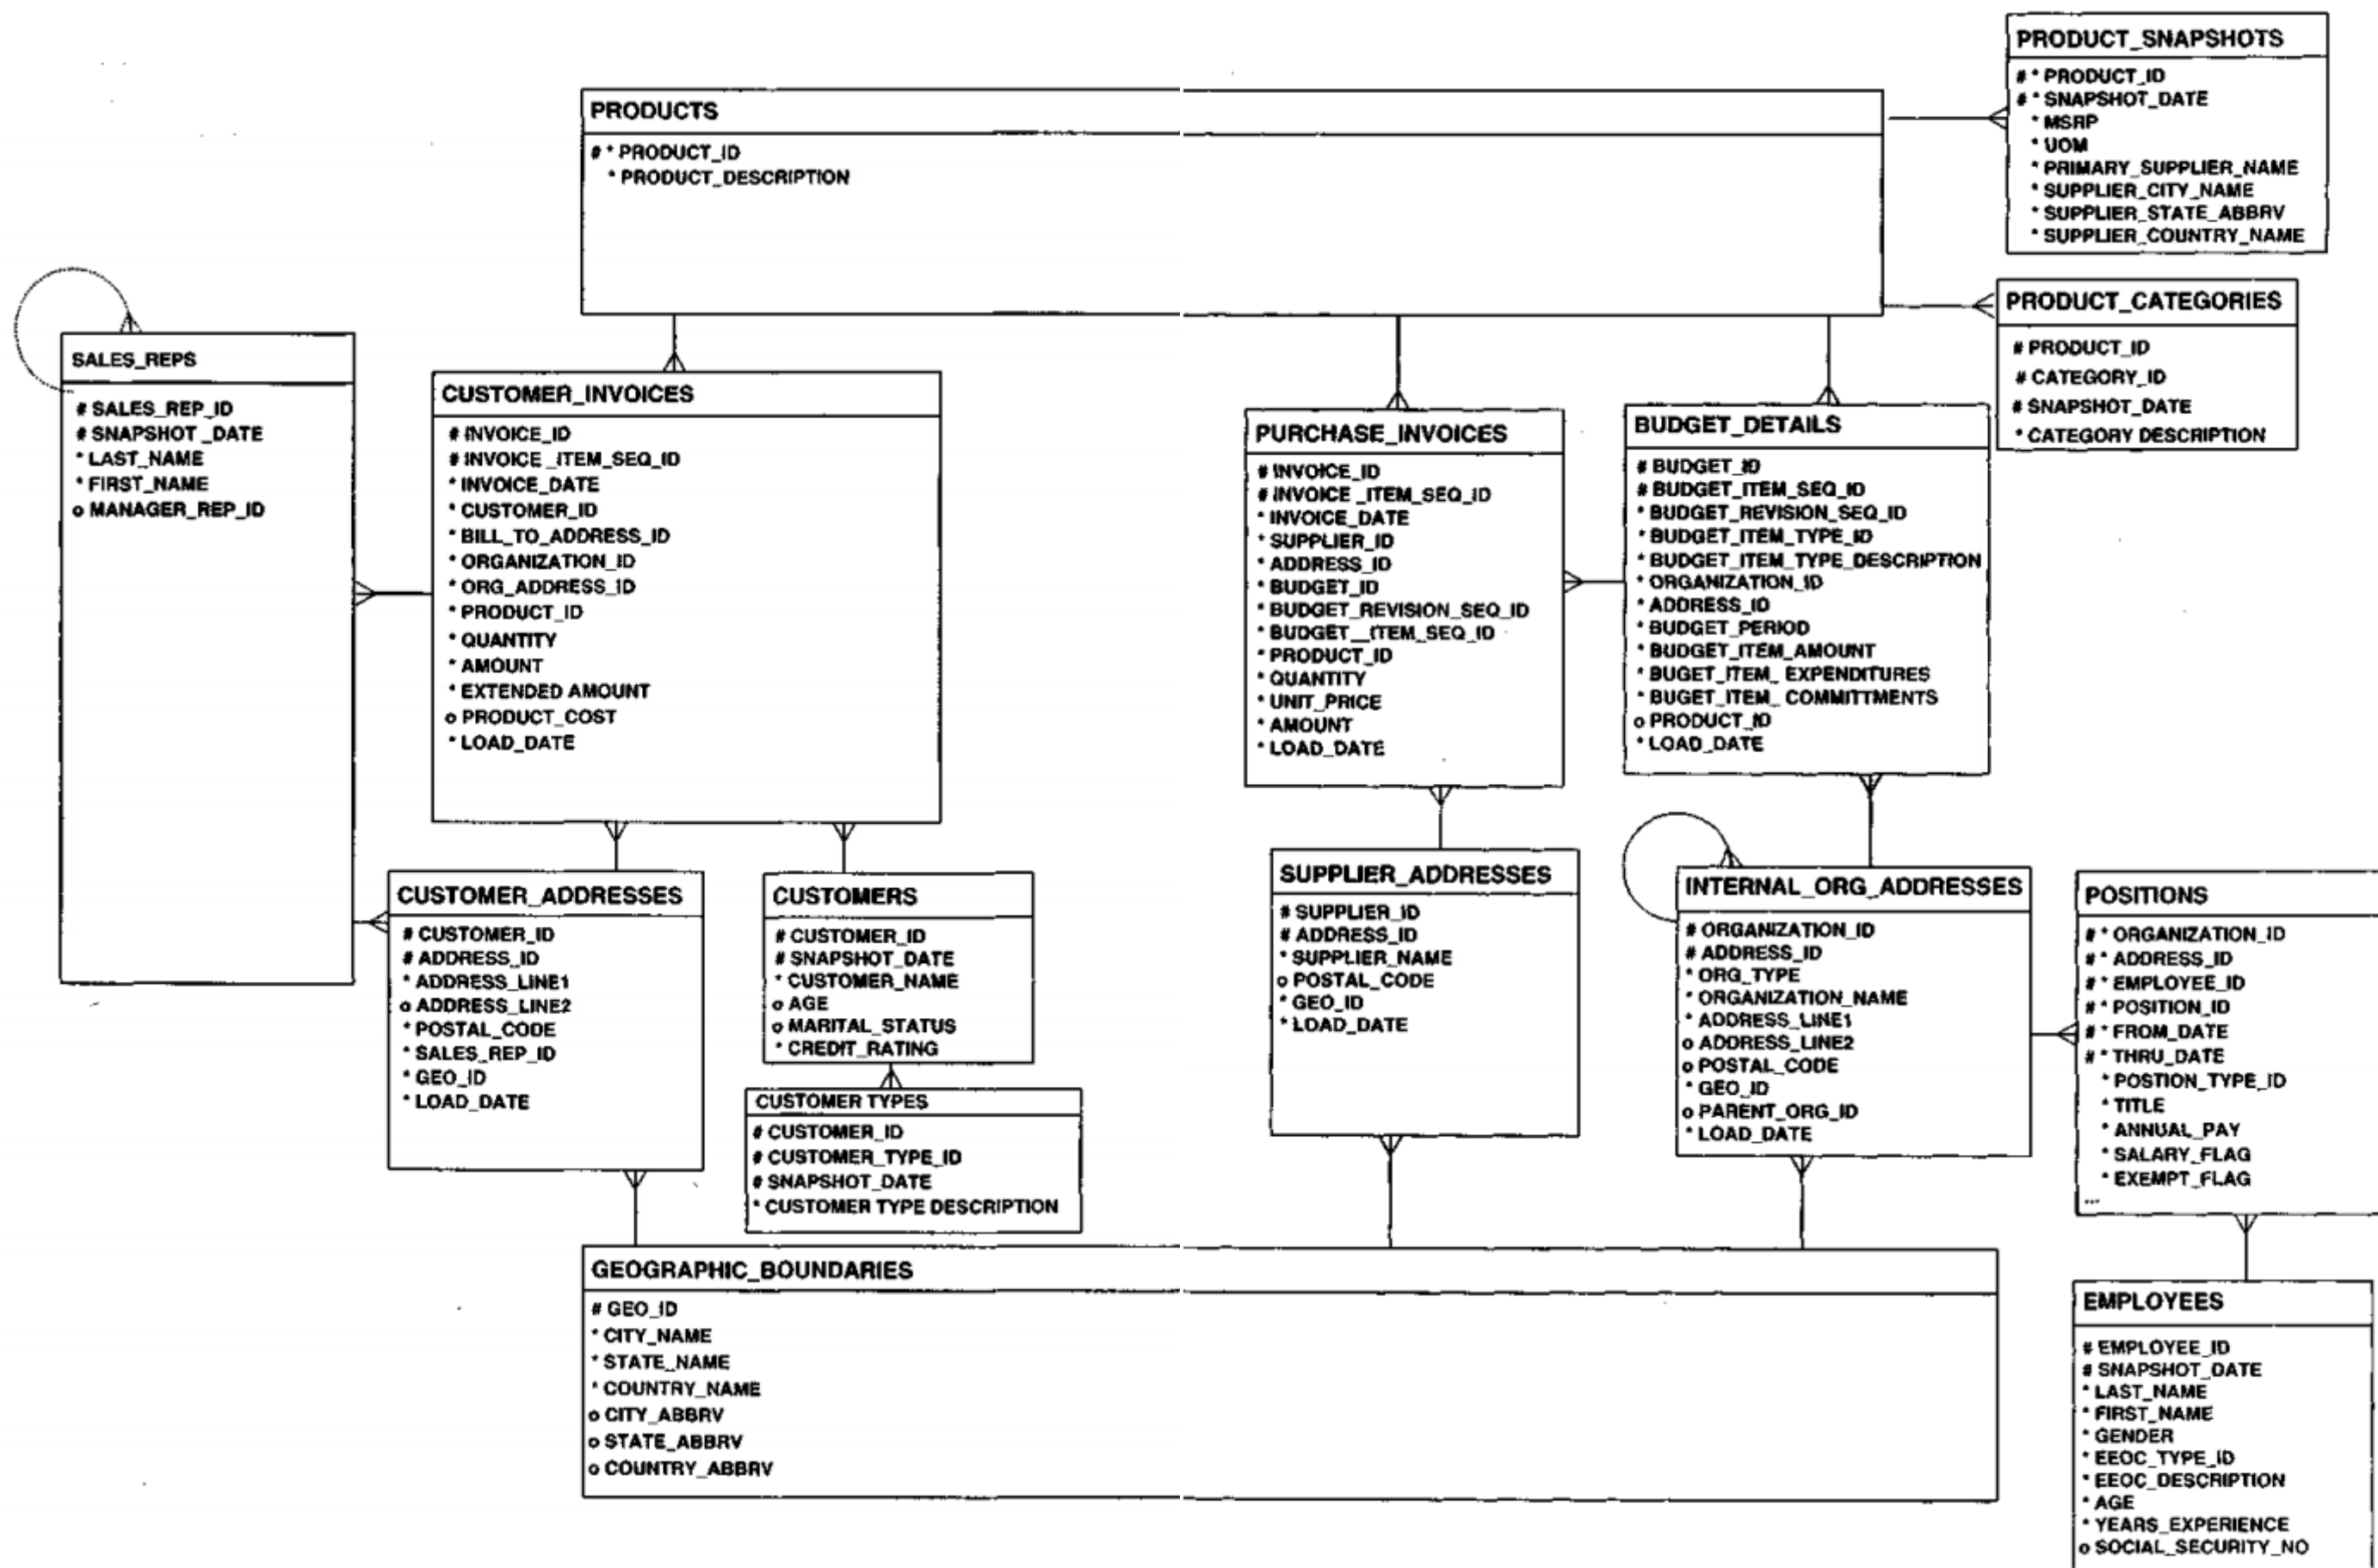 PRODUCT_SNAPSHOTS
# * PRODUCT_ID
# * SNAPSHOT_DATE
* MSRP
* UOM
* PRIMARY_SUPPLIER_NAME
* SUPPLIER_CITY_NAME
* SUPPLIER_STATE_ABBRV
* SUPPLIER_COUNTRY_NAME
PRODUCTS
# * PRODUCT_ID
* PRODUCT_DESCRIPTION
PRODUCT_CATEGORIES
# PRODUCT_ID
# CATEGORY_ID
# SNAPSHOT_DATE
* CATEGORY DESCRIPTION
SALES_REPS
# SALES_REP_ID
# SNAPSHOT_DATE
* LAST_NAME
* FIRST_NAME
o MANAGER_REP_ID
CUSTOMER_INVOICES
# INVOICE_ID
# INVOICE_ITEM_SEQ_ID
* INVOICE_DATE
* CUSTOMER_ID
* BILL_TO_ADDRESS_ID
* ORGANIZATION_ID
* ORG_ADDRESS_ID
* PRODUCT_ID
* QUANTITY
* AMOUNT
* EXTENDED AMOUNT
o PRODUCT_COST
* LOAD_DATE
PURCHASE_INVOICES
# INVOICE_ID
# INVOICE_ITEM_SEQ_ID
* INVOICE_DATE
* SUPPLIER_ID
* ADDRESS_ID
* BUDGET_ID
* BUDGET_REVISION_SEQ_ID
* BUDGET__ITEM_SEQ_ID
* PRODUCT_ID
* QUANTITY
* UNIT_PRICE
* AMOUNT
* LOAD_DATE
BUDGET_DETAILS
# BUDGET_ID
# BUDGET_ITEM_SEQ_ID
* BUDGET_REVISION_SEQ_ID
* BUDGET_ITEM_TYPE_ID
* BUDGET_ITEM_TYPE_DESCRIPTION
* ORGANIZATION_ID
* ADDRESS_ID
* BUDGET_PERIOD
* BUDGET_ITEM_AMOUNT
* BUGET_ITEM_ EXPENDITURES
* BUGET_ITEM_ COMMITTMENTS
o PRODUCT_ID
* LOAD_DATE
CUSTOMER_ADDRESSES
# CUSTOMER_ID
# ADDRESS_ID
* ADDRESS_LINE1
o ADDRESS_LINE2
* POSTAL_CODE
* SALES_REP_ID
* GEO_ID
* LOAD_DATE
CUSTOMERS
# CUSTOMER_ID
# SNAPSHOT_DATE
* CUSTOMER_NAME
o AGE
o MARITAL_STATUS
* CREDIT_RATING
CUSTOMER TYPES
# CUSTOMER_ID
# CUSTOMER_TYPE_ID
# SNAPSHOT_DATE
* CUSTOMER TYPE DESCRIPTION
SUPPLIER_ADDRESSES
# SUPPLIER_ID
# ADDRESS_ID
* SUPPLIER_NAME
o POSTAL_CODE
* GEO_ID
* LOAD_DATE
INTERNAL_ORG_ADDRESSES
# ORGANIZATION_ID
# ADDRESS_ID
* ORG_TYPE
* ORGANIZATION_NAME
* ADDRESS_LINE1
o ADDRESS_LINE2
o POSTAL_CODE
* GEO_ID
o PARENT_ORG_ID
* LOAD_DATE
POSITIONS
# * ORGANIZATION_ID
# * ADDRESS_ID
# * EMPLOYEE_ID
# * POSITION_ID
# * FROM_DATE
# * THRU_DATE
* POSTION_TYPE_ID
* TITLE
* ANNUAL_PAY
* SALARY_FLAG
* EXEMPT_FLAG
...
GEOGRAPHIC_BOUNDARIES
# GEO_ID
* CITY_NAME
* STATE_NAME
* COUNTRY_NAME
o CITY_ABBRV
o STATE_ABBRV
o COUNTRY_ABBRV
EMPLOYEES
# EMPLOYEE_ID
# SNAPSHOT_DATE
* LAST_NAME
* FIRST_NAME
* GENDER
* EEOC_TYPE_ID
* EEOC_DESCRIPTION
* AGE
* YEARS_EXPERIENCE
o SOCIAL_SECURITY_NO